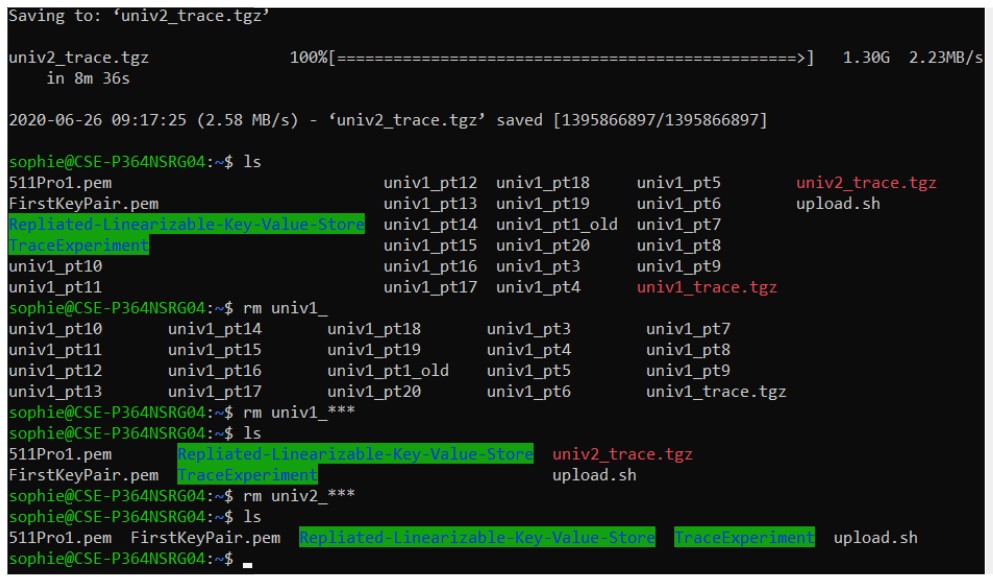 Saving to: ‘univ2_trace.tgz’
univ2_trace.tgz 100%[=================================================>] 1.30G 2.23MB/s
in 8m 36s
2020-06-26 09:17:25 (2.58 MB/s) - ‘univ2_trace.tgz’ saved [1395866897/1395866897]
sophie@CSE-P364NSRG04:~$ ls
511Pro1.pem univ1_pt12 univ1_pt18 univ1_pt5 univ2_trace.tgz
FirstKeyPair.pem univ1_pt13 univ1_pt19 univ1_pt6 upload.sh
Repliated-Linearizable-Key-Value-Store univ1_pt14 univ1_pt1_old univ1_pt7
TraceExperiment univ1_pt15 univ1_pt20 univ1_pt8
univ1_pt10 univ1_pt16 univ1_pt3 univ1_pt9
univ1_pt11 univ1_pt17 univ1_pt4 univ1_trace.tgz
sophie@CSE-P364NSRG04:~$ rm univ1_
univ1_pt10 univ1_pt14 univ1_pt18 univ1_pt3 univ1_pt7
univ1_pt11 univ1_pt15 univ1_pt19 univ1_pt4 univ1_pt8
univ1_pt12 univ1_pt16 univ1_pt1_old univ1_pt5 univ1_pt9
univ1_pt13 univ1_pt17 univ1_pt20 univ1_pt6 univ1_trace.tgz
sophie@CSE-P364NSRG04:~$ rm univ1_***
sophie@CSE-P364NSRG04:~$ ls
511Pro1.pem Repliated-Linearizable-Key-Value-Store univ2_trace.tgz
FirstKeyPair.pem TraceExperiment upload.sh
sophie@CSE-P364NSRG04:~$ rm univ2_***
sophie@CSE-P364NSRG04:~$ ls
511Pro1.pem FirstKeyPair.pem Repliated-Linearizable-Key-Value-Store TraceExperiment upload.sh
sophie@CSE-P364NSRG04:~$